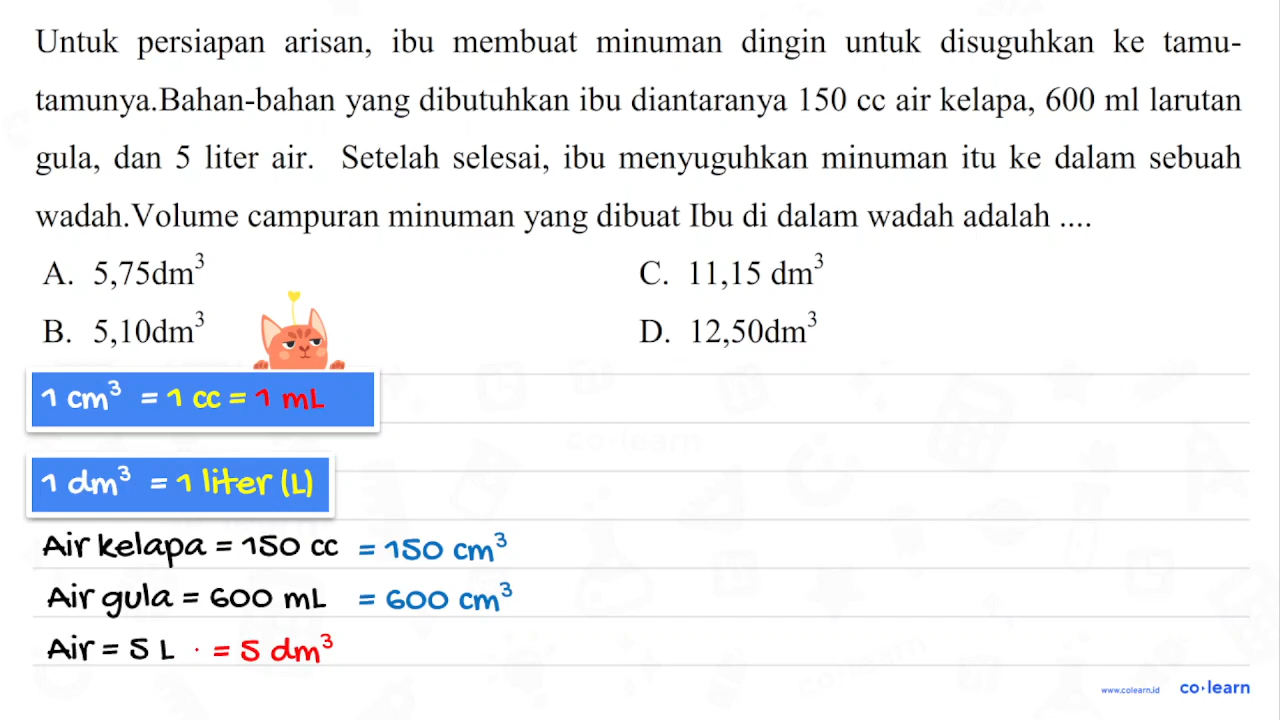 Untuk persiapan arisan, ibu membuat minuman dingin untuk disuguhkan ke tamu-
tamunya.Bahan-bahan yang dibutuhkan ibu diantaranya 150 cc air kelapa, 600 ml larutan
gula, dan 5 liter air. Setelah selesai, ibu menyuguhkan minuman itu ke dalam sebuah
wadah.Volume campuran minuman yang dibuat Ibu di dalam wadah adalah ....
A. 5,75dm³ C. 11,15 dm³
B. 5,10dm³ D. 12,50dm³
1 cm³ = 1 cc = 1 mL
co-learn
1 dm³ = 1 liter (L)
Air kelapa = 150 cc = 150 cm³
Air gula = 600 mL = 600 cm³
Air = 5 L = 5 dm³
co-learn
www.colearn.id co·learn